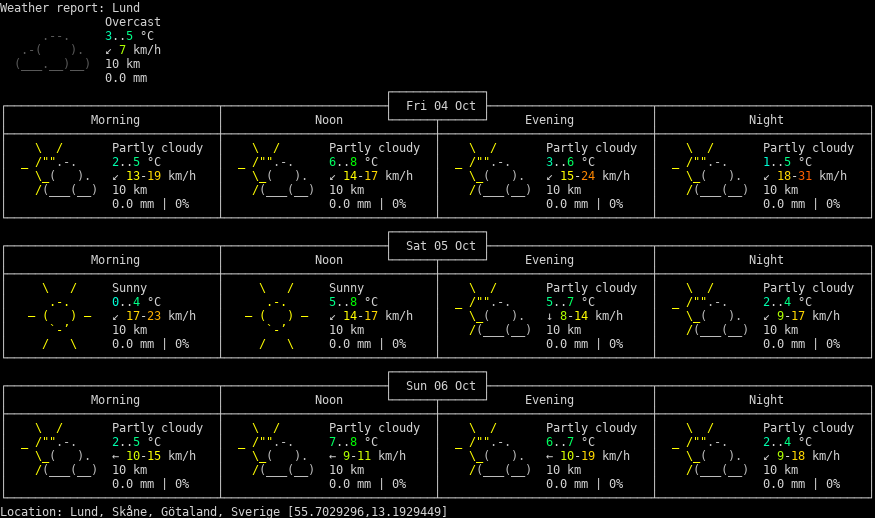 Weather report: Lund
Overcast
3..5 °C
↙ 7 km/h
10 km
0.0 mm
Fri 04 Oct
Morning Noon Evening Night
Partly cloudy Partly cloudy Partly cloudy Partly cloudy
2..5 °C 6..8 °C 3..6 °C 1..5 °C
↙ 13-19 km/h ↙ 14-17 km/h ↙ 15-24 km/h ↙ 18-31 km/h
10 km 10 km 10 km 10 km
0.0 mm | 0% 0.0 mm | 0% 0.0 mm | 0% 0.0 mm | 0%
Sat 05 Oct
Morning Noon Evening Night
Sunny Sunny Partly cloudy Partly cloudy
0..4 °C 5..8 °C 5..7 °C 2..4 °C
↙ 17-23 km/h ↙ 14-17 km/h ↓ 8-14 km/h ↙ 9-17 km/h
10 km 10 km 10 km 10 km
0.0 mm | 0% 0.0 mm | 0% 0.0 mm | 0% 0.0 mm | 0%
Sun 06 Oct
Morning Noon Evening Night
Partly cloudy Partly cloudy Partly cloudy Partly cloudy
2..5 °C 7..8 °C 6..7 °C 2..4 °C
← 10-15 km/h ← 9-11 km/h ← 10-19 km/h ↙ 9-18 km/h
10 km 10 km 10 km 10 km
0.0 mm | 0% 0.0 mm | 0% 0.0 mm | 0% 0.0 mm | 0%
Location: Lund, Skåne, Götaland, Sverige [55.7029296,13.1929449]